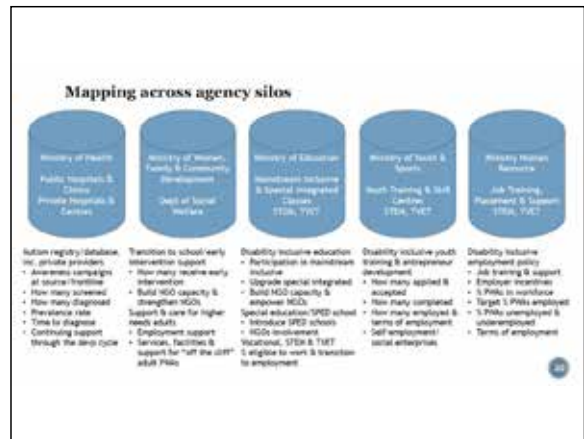 Mapping across agency silos
Ministry of Health
Public Hospitals &
Clinics
Private Hospitals &
Centres
Ministry of Women,
Family & Community
Development
Dept of Social
Welfare
Ministry of Education
Mainstream Inclusive
& Special Integrated
Classes
STEM, TVET
Ministry of Youth &
Sports
Youth Training & Skill
Centres
STEM, TVET
Ministry Human
Resource
Job Training,
Placement & Support
STEM, TVET
Autism registry/database,
inc. private providers
• Awareness campaigns
at source/frontline
• How many screened
• How many diagnosed
• Prevalence rate
• Time to diagnose
• Continuing support
through the cycle
Transition to school/early
intervention support
• How many receive early
intervention
• Build NGO capacity &
strengthen NGOs
Support & care for higher
needs adults
• Employment support
• Services, facilities &
support for "off the cliff"
adult PWAs
Disability inclusive education
• Participation in mainstream
inclusive
• Upgrade special integrated
• Build NGO capacity &
empower NGOs
Special education/SPED school
• Introduce SPED schools
• NGOs involvement
Vocational, STEM & TVET
% eligible to work & transition
to employment
Disability inclusive youth
training & entrepreneur
development
• How many applied &
accepted
• How many completed
• How many employed &
terms of employment
• Self employment/
social enterprises
Disability inclusive
employment policy
• Job training & support
• Employer incentives
• % PWAs in workforce
• Target % PWAs employed
• % PWAs unemployed &
underemployed
• Terms of employment